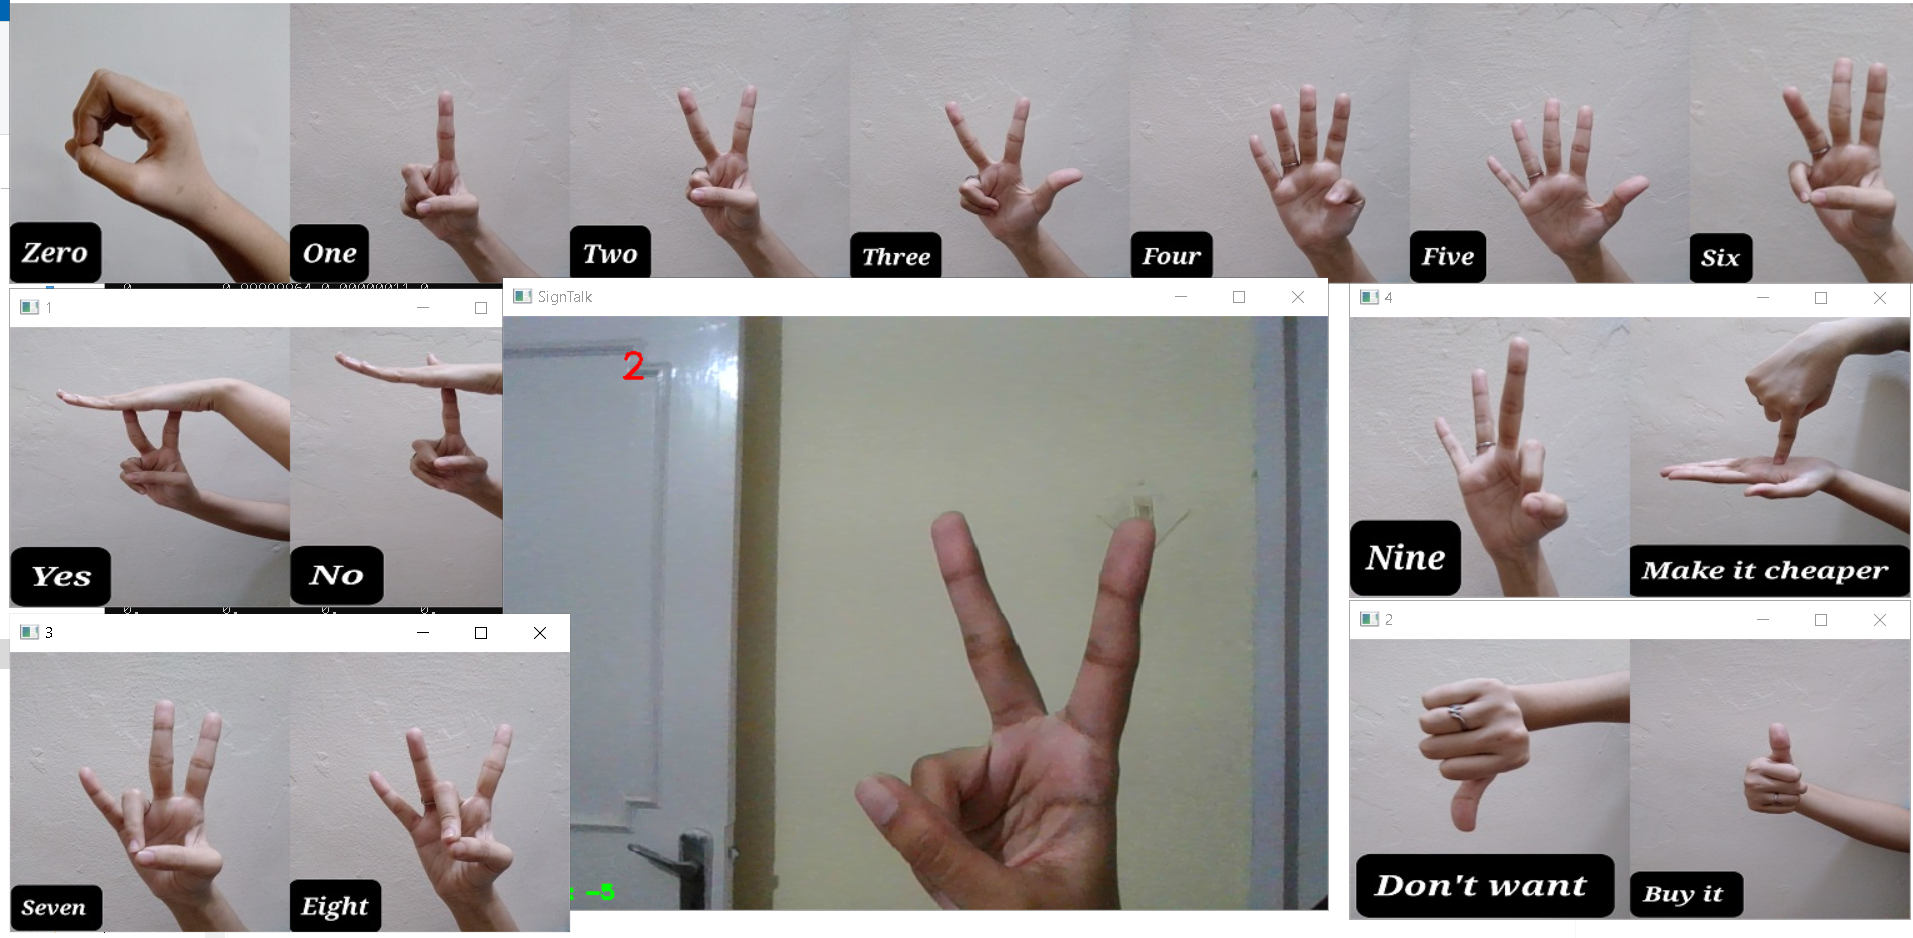 Zero
One
Two
Three
Four
Five
Six
1
SignTalk
4
2
Yes
No
Nine
Make it cheaper
3
2
Seven
Eight
: -5
Don't want
Buy it